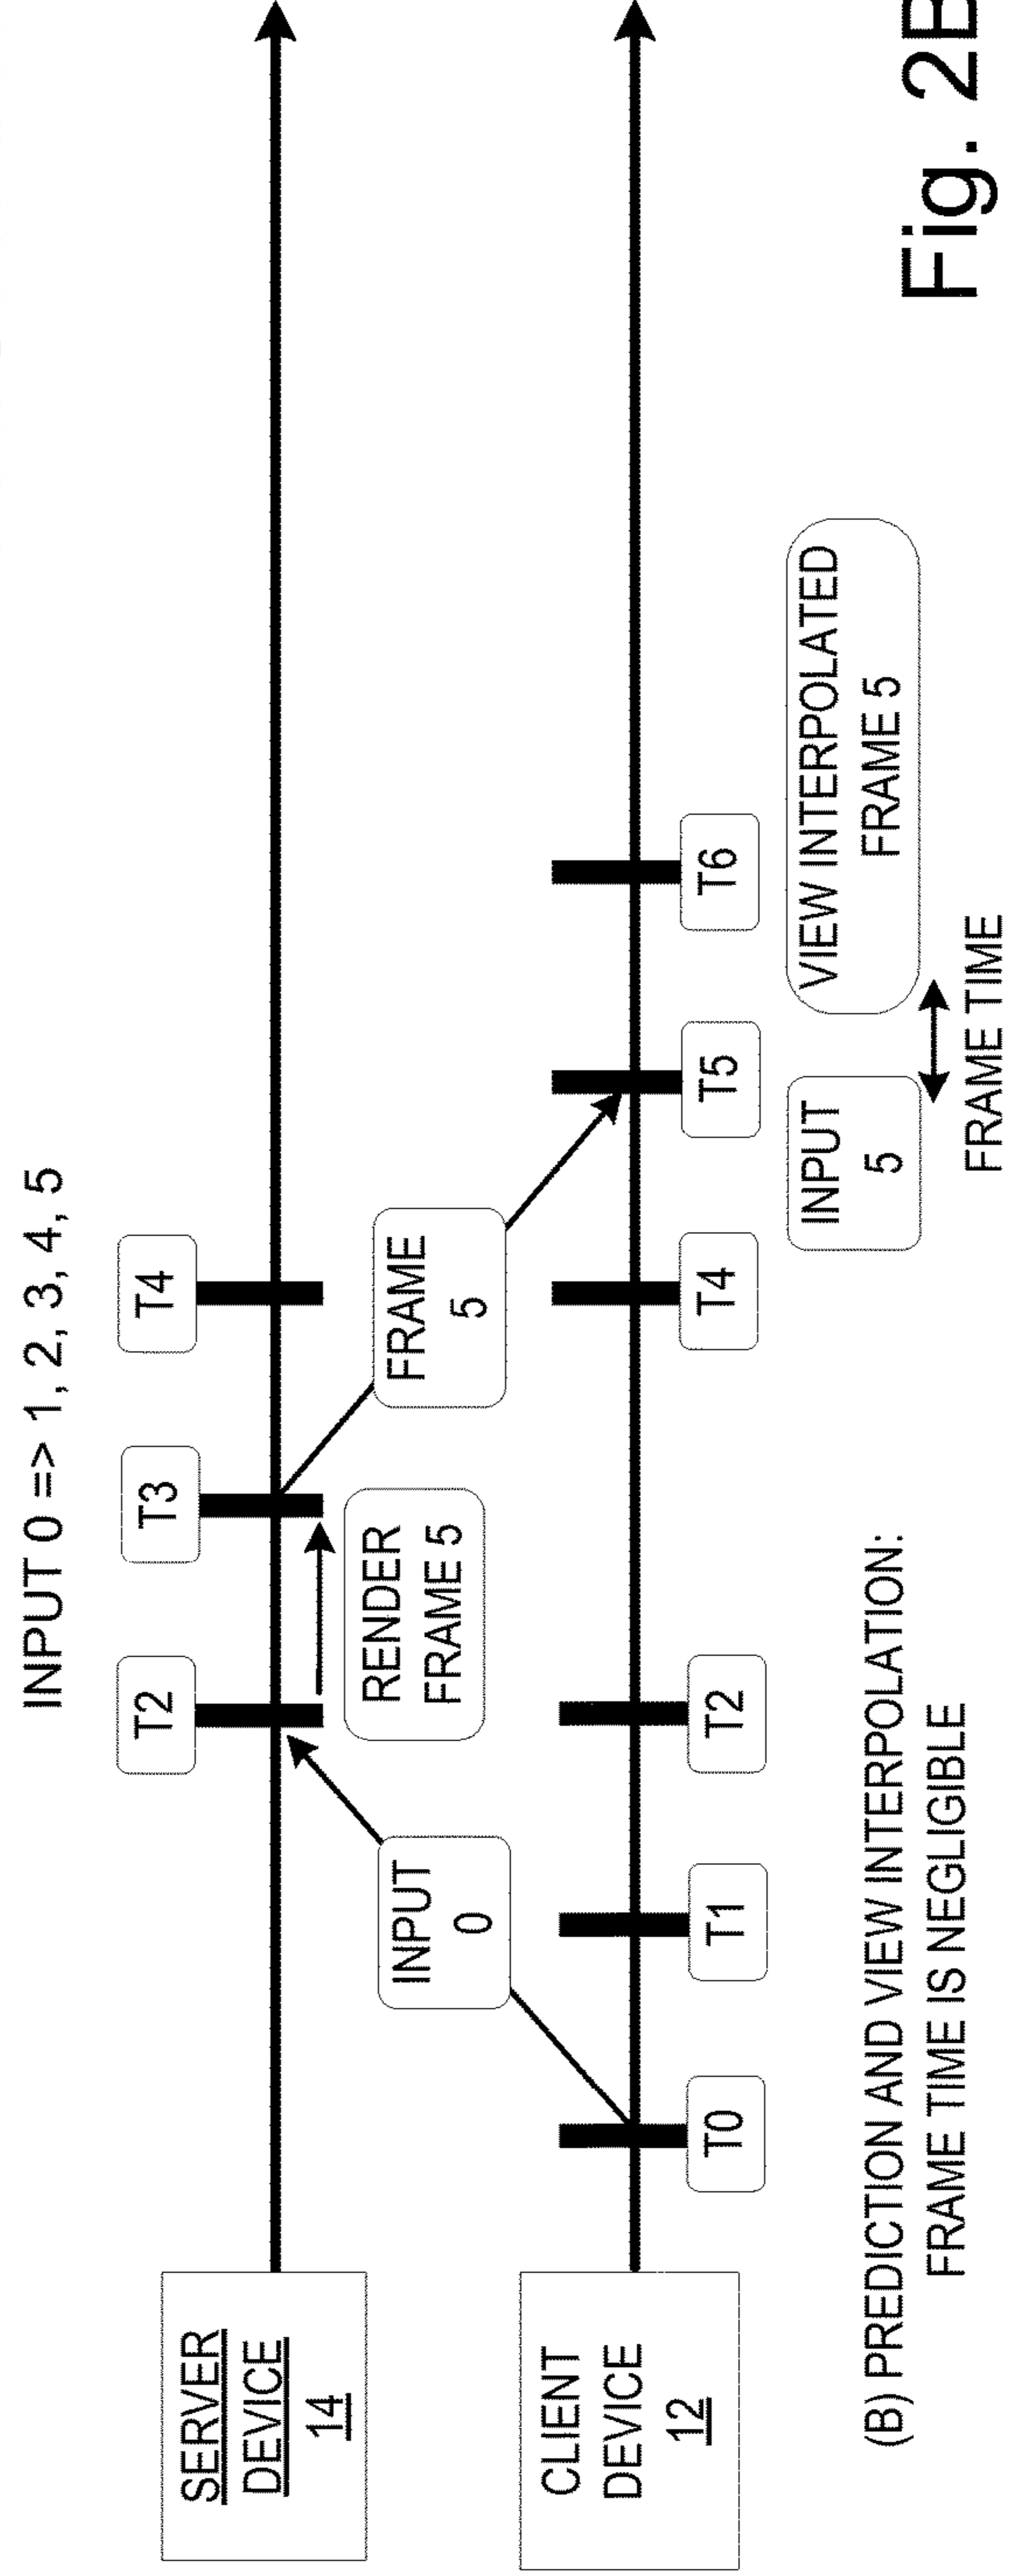 INPUT 0 => 1, 2, 3, 4, 5
T2
T3
T4
SERVER
DEVICE
14
INPUT
0
RENDER
FRAME 5
FRAME
5
CLIENT
DEVICE
12
T0
T1
T2
T4
T5
T6
INPUT
5
VIEW INTERPOLATED
FRAME 5
FRAME TIME
(B) PREDICTION AND VIEW INTERPOLATION:
FRAME TIME IS NEGLIGIBLE
Fig. 2B